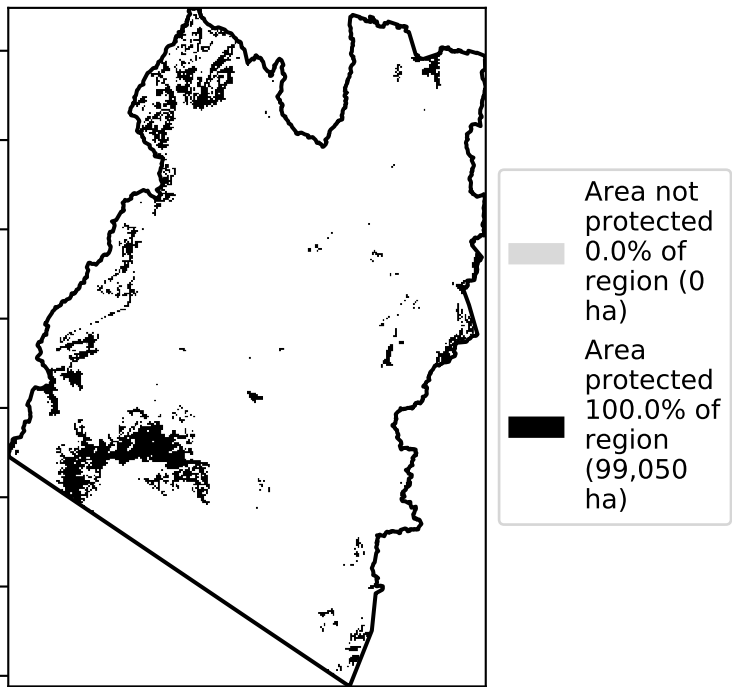 Area not
protected
0.0% of
region (0
ha)
Area
protected
100.0% of
region
(99,050
ha)